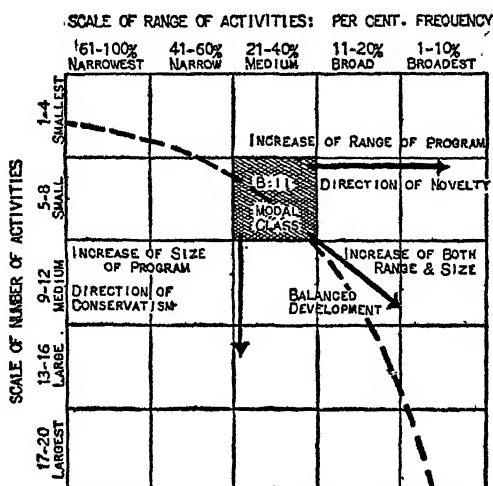 SCALE OF RANGE OF ACTIVITIES: PER CENT. FREQUENCY
61-100% 41-60% 21-40% 11-20% 1-10%
NARROWEST NARROW MEDIUM BROAD BROADEST
SCALE OF NUMBER OF ACTIVITIES
1-4
SMALLEST
5-8
SMALL
9-12
MEDIUM
13-16
LARGE
17-20
LARGEST
INCREASE OF RANGE OF PROGRAM
B:11
DIRECTION OF NOVELTY
MODAL
CLASS
INCREASE OF SIZE
OF PROGRAM
DIRECTION OF
CONSERVATISM
INCREASE OF BOTH
RANGE & SIZE
BALANCED
DEVELOPMENT